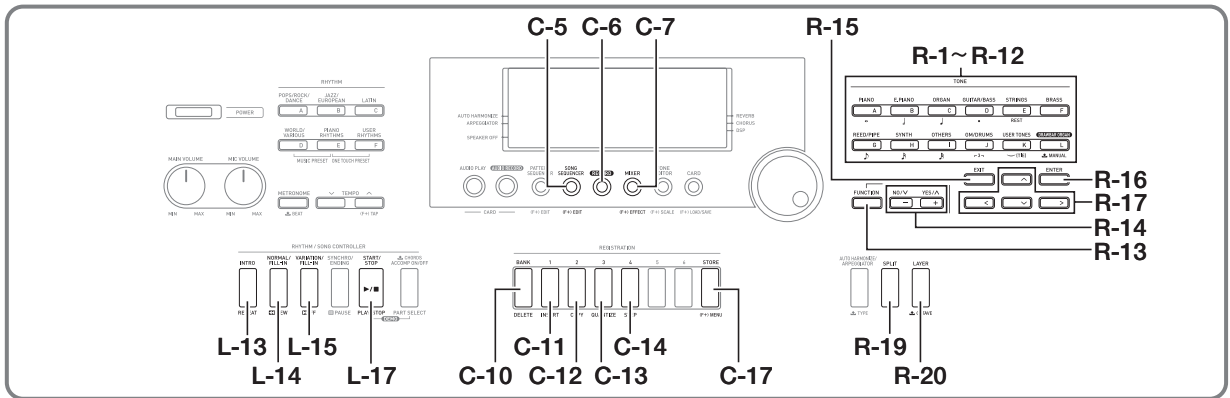 C-5 C-6 C-7
R-15
R-1~R-12
RHYTHM
TONE
POPS/ROCK/DANCE JAZZ/EUROPEAN LATIN
A B C
POWER
WORLD/VARIOUS PIANO RHYTHMS USER RHYTHMS
D E F
MUSIC PRESET ONE TOUCH PRESET
AUTO HARMONIZE
ARPEGGIATOR
SPEAKER OFF
REVERB
CHORUS
DSP
PIANO E.PIANO ORGAN GUITAR/BASS STRINGS BRASS
A B C D E F
REST
REED/PIPE SYNTH OTHERS GM/DRUMS USER TONES DRAWBAR ORGAN
G H I J K L
MANUAL
MAIN VOLUME MIC VOLUME
MIN MAX MIN MAX
METRONOME TEMPO
BEAT (F+) TAP
AUDIO PLAY AUDIO RECORD SONG SEQUENCER MIXER CARD
CARD (F+) EDIT (F+) EDIT (F+) EFFECT (F+) SCALE (F+) LOAD/SAVE
EXIT ENTER
FUNCTION NO/∨ YES/∧
− +
< ∨ > ∧
R-16
R-17
R-14
R-13
RHYTHM / SONG CONTROLLER
INTRO NORMAL/FILL-IN VARIATION/FILL-IN SYNCHRO/ENDING START/STOP CHORDS ACCOMP ON/OFF
▶/■
PAUSE PART SELECT
DEMO
REGISTRATION
BANK 1 2 3 4 5 6 STORE
DELETE (F+) MENU
AUTO HARMONIZE/ARPEGGIATOR SPLIT LAYER
TYPE
L-13 L-15
L-14 L-17
C-11 C-14
C-10 C-12 C-13 C-17
R-19
R-20